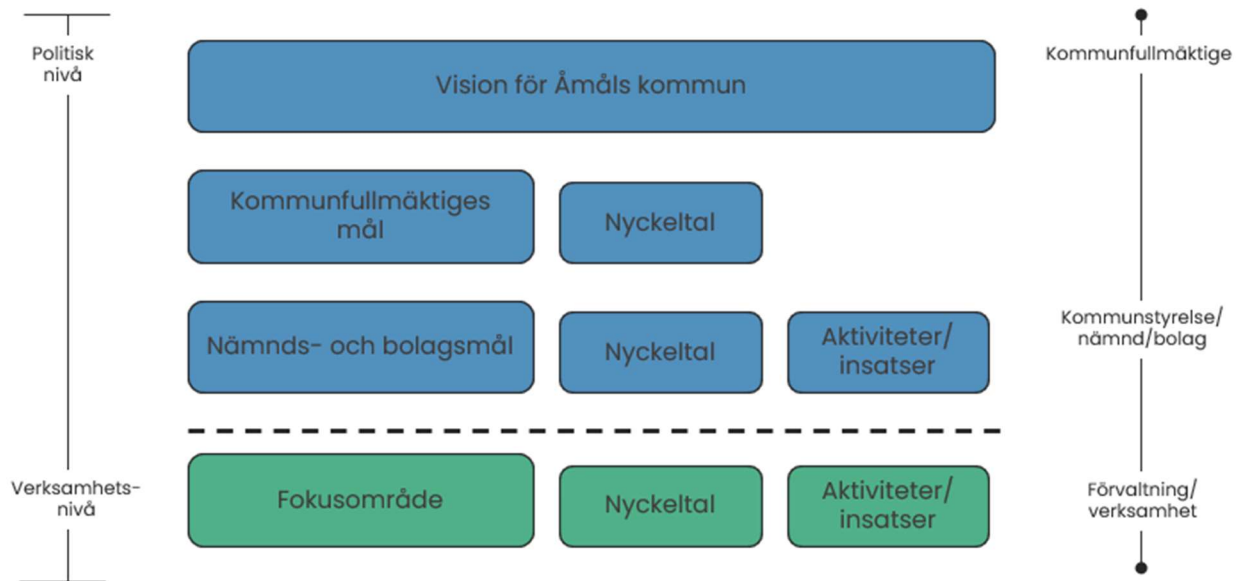 Politisk
nivå
Vision för Åmåls kommun
Kommunfullmäktige
Kommunfullmäktiges
mål
Nyckeltal
Nämnds- och bolagsmål
Nyckeltal
Aktiviteter/
insatser
Kommunstyrelse/
nämnd/bolag
Verksamhets-
nivå
Fokusområde
Nyckeltal
Aktiviteter/
insatser
Förvaltning/
verksamhet